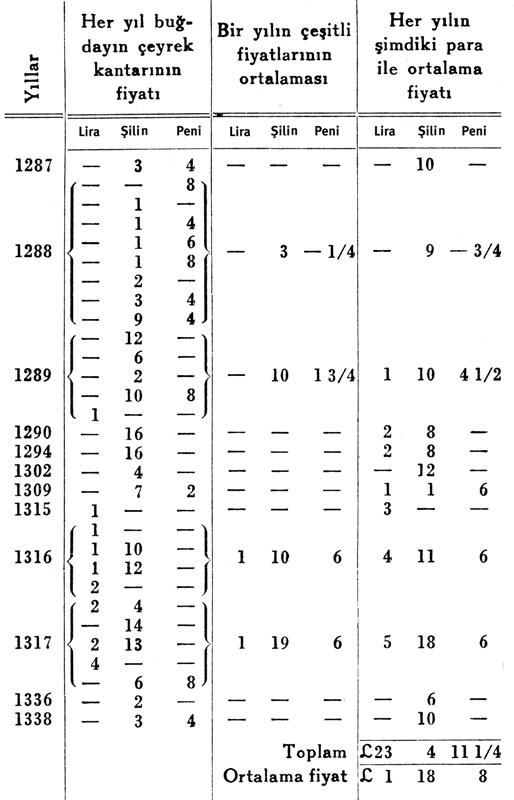 Yıllar
Her yıl buğ-
dayın çeyrek
kantarının
fiyatı
Bir yılın çeşitli
fiyatlarının
ortalaması
Her yılın
şimdiki para
ile ortalama
fiyatı
Lira Şilin Peni Lira Şilin Peni Lira Şilin Peni
1287 — 3 4 — — — — 10 —
— — 8
— 1 —
— 1 4
— 1 6
1288 — 3 — 1/4 — 9 — 3/4
— 1 8
— 2 —
— 3 4
— 9 4
— 12 —
— 6 —
1289 — 2 — — 10 1 3/4 1 10 4 1/2
— 10 8
1 — —
1290 — 16 — — — — 2 8 —
1294 — 16 — — — — 2 8 —
1302 — 4 — — — — — 12 —
1309 — 7 2 — — — 1 1 6
1315 1 — — — — — 3 — —
1 — —
1 10 —
1316 1 10 6 4 11 6
1 12 —
2 — —
2 4 —
— 14 —
1317 2 13 — 1 19 6 5 18 6
4 — —
— 6 8
1336 — 2 — — — — 6 —
1338 — 3 4 — — — — 10 —
Toplam £23 4 11 1/4
Ortalama fiyat £ 1 18 8